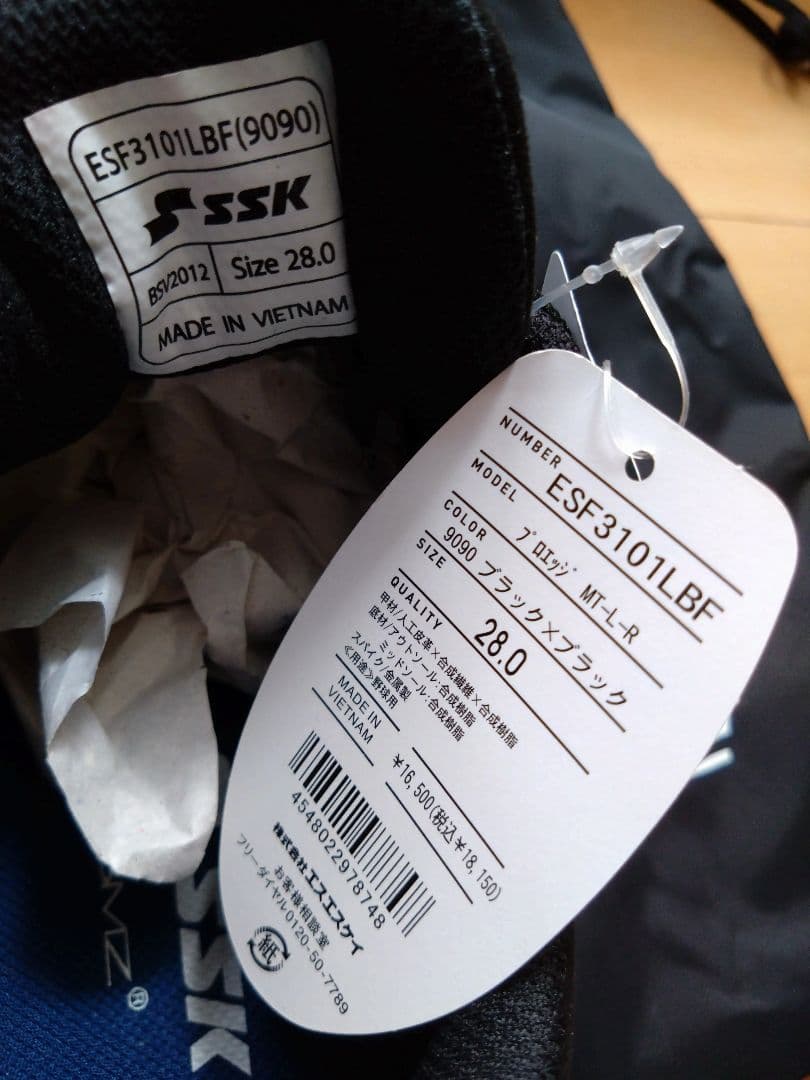 ESF3101LBF(9090)
SSK
BSV2012 Size 28.0
MADE IN VIETNAM
NUMBER
ESF3101LBF
MODEL
プロエッジ MT-L-R
COLOR
9090 ブラック×ブラック
SIZE
28.0
QUALITY
甲材/人工皮革×合成繊維×合成樹脂
底材/アウトソール:合成樹脂
ミッドソール:合成樹脂
スパイク/金属製
≪用途≫野球用
MADE IN
VIETNAM
¥16,500(税込¥18,150)
4548022978748
株式会社エスエスケイ
お客様相談室
フリーダイヤル0120-50-7789
紙
SSK